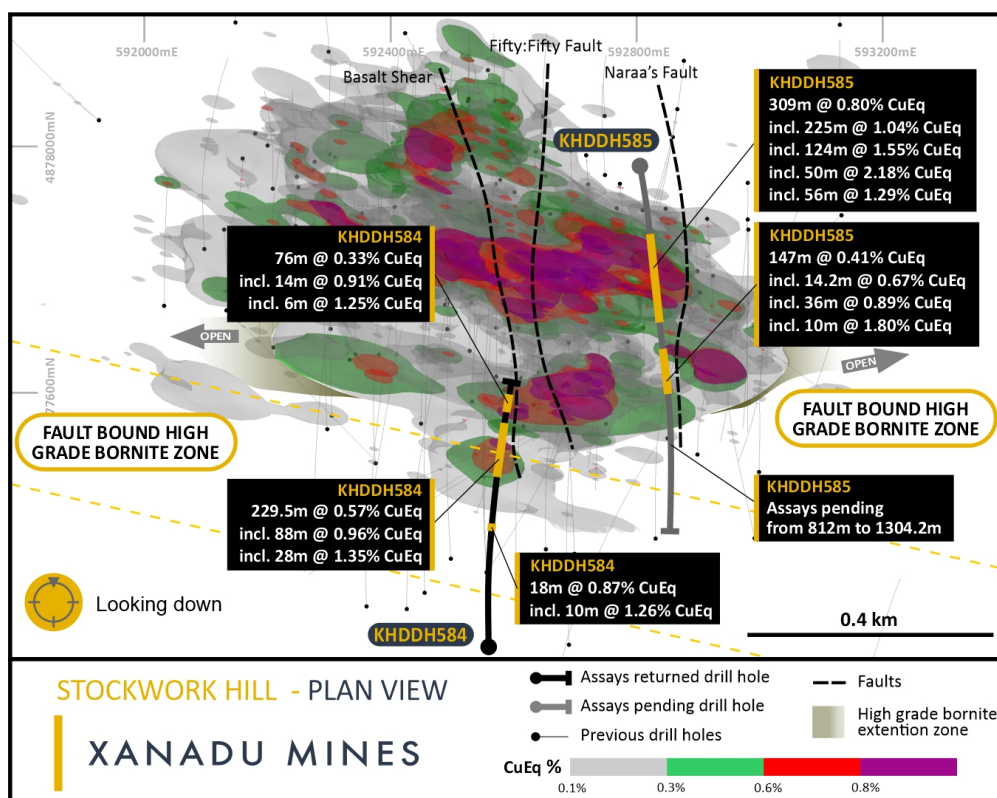 592000mE
592400mE
592800mE
593200mE
Fifty:Fifty Fault
Basalt Shear
Naraa's Fault
4878000mN
KHDDH585
KHDDH585
309m @ 0.80% CuEq
incl. 225m @ 1.04% CuEq
incl. 124m @ 1.55% CuEq
incl. 50m @ 2.18% CuEq
incl. 56m @ 1.29% CuEq
KHDDH584
76m @ 0.33% CuEq
incl. 14m @ 0.91% CuEq
incl. 6m @ 1.25% CuEq
KHDDH585
147m @ 0.41% CuEq
incl. 14.2m @ 0.67% CuEq
incl. 36m @ 0.89% CuEq
incl. 10m @ 1.80% CuEq
OPEN
OPEN
77600mN
FAULT BOUND HIGH
GRADE BORNITE ZONE
FAULT BOUND HIGH
GRADE BORNITE ZONE
KHDDH584
229.5m @ 0.57% CuEq
incl. 88m @ 0.96% CuEq
incl. 28m @ 1.35% CuEq
KHDDH585
Assays pending
from 812m to 1304.2m
KHDDH584
18m @ 0.87% CuEq
incl. 10m @ 1.26% CuEq
Looking down
KHDDH584
0.4 km
STOCKWORK HILL - PLAN VIEW
XANADU MINES
Assays returned drill hole
Assays pending drill hole
Previous drill holes
Faults
High grade bornite
extention zone
CuEq %
0.1%
0.3%
0.6%
0.8%